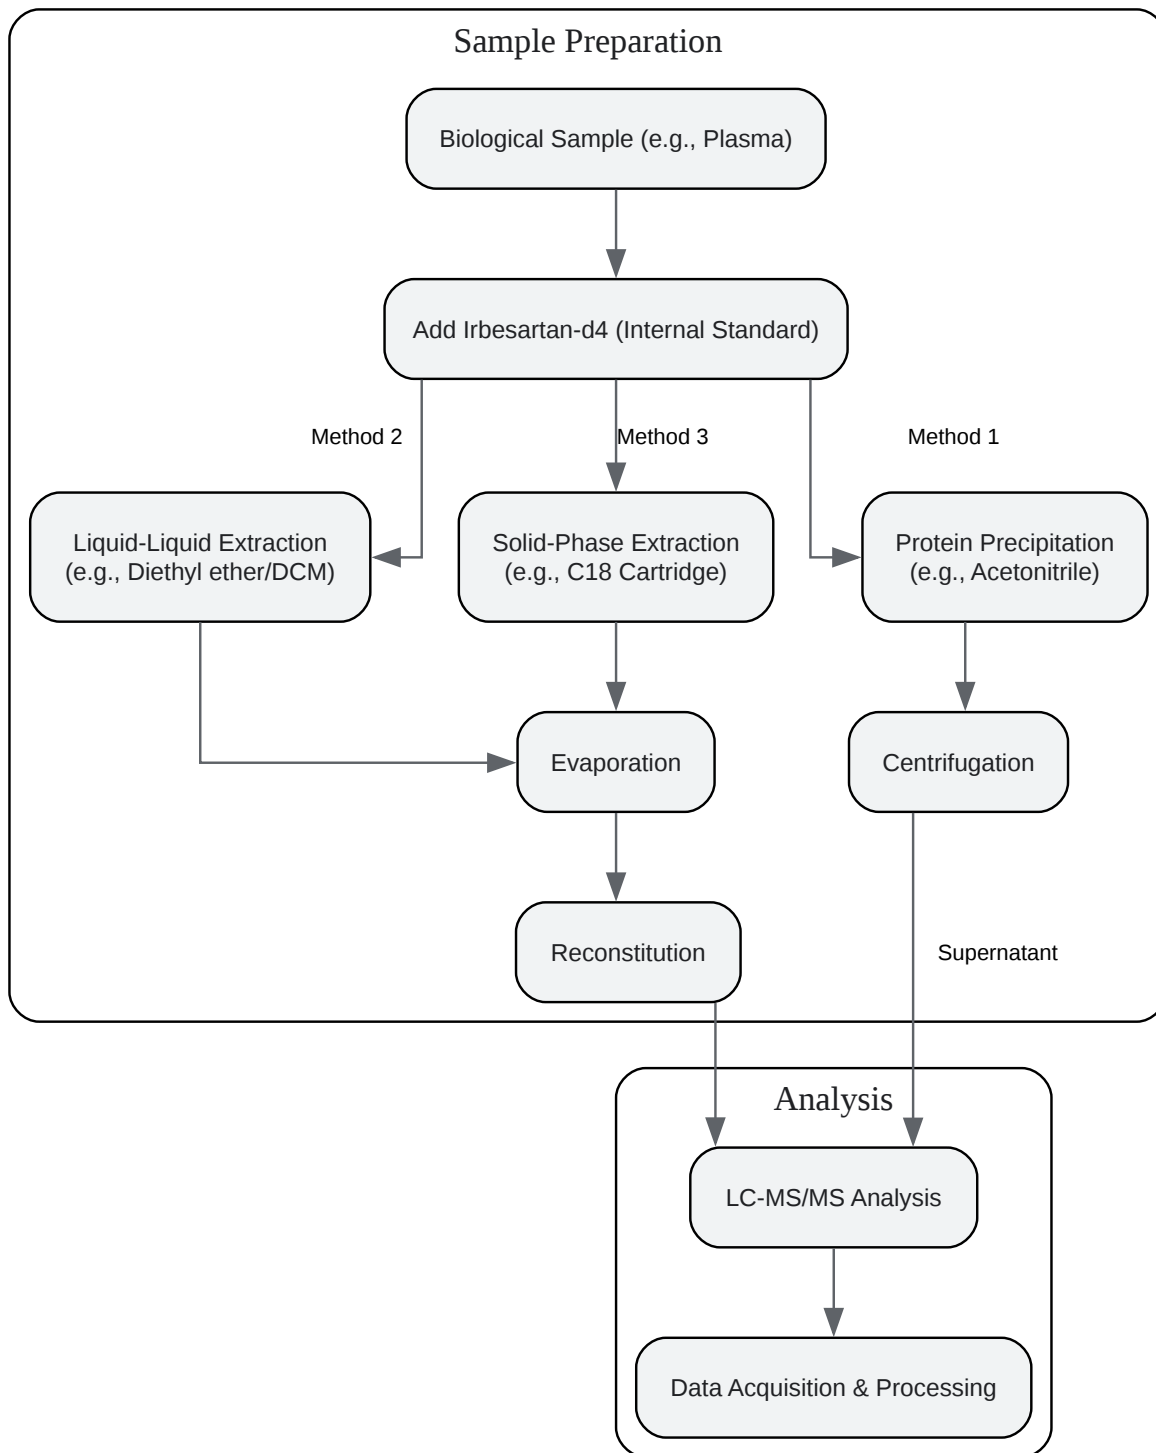 Sample Preparation
Biological Sample (e.g., Plasma)
Add Irbesartan-d4 (Internal Standard)
Method 2
Method 3
Method 1
Liquid-Liquid Extraction
(e.g., Diethyl ether/DCM)
Solid-Phase Extraction
(e.g., C18 Cartridge)
Protein Precipitation
(e.g., Acetonitrile)
Evaporation
Centrifugation
Reconstitution
Supernatant
Analysis
LC-MS/MS Analysis
Data Acquisition & Processing